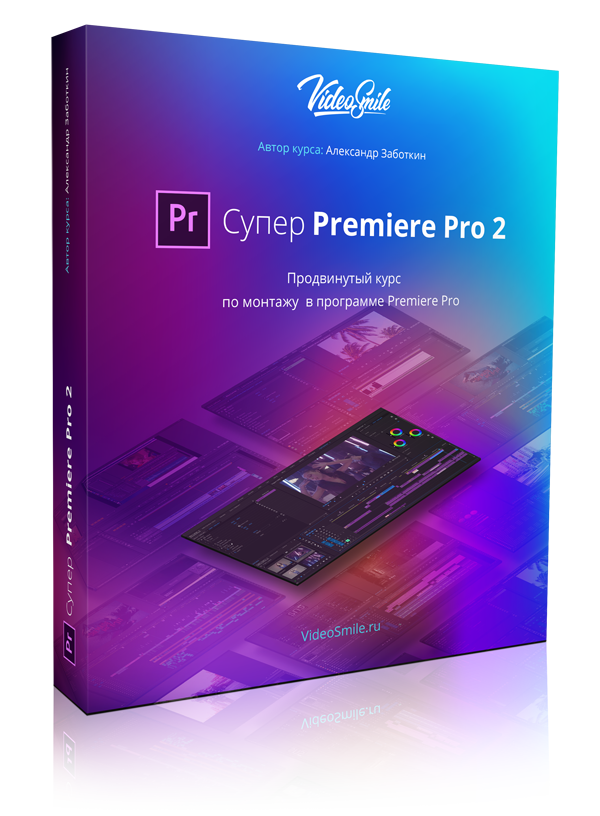 VideoSmile
Автор курса: Александр Заботкин
Pr
Супер Premiere Pro 2
Продвинутый курс
по монтажу в программе Premiere Pro
VideoSmile.ru
Автор курса: Александр Заботкин
Pr Супер Premiere Pro 2